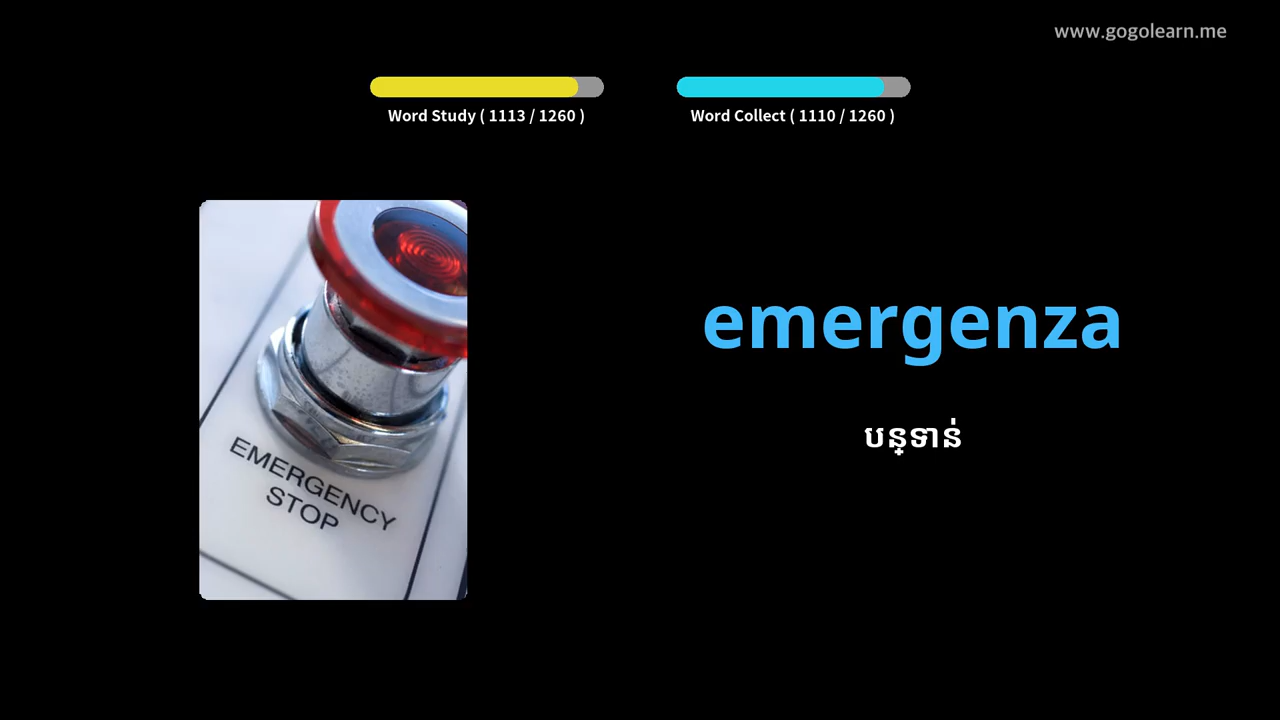 www.gogolearn.me
Word Study ( 1113 / 1260 )
Word Collect ( 1110 / 1260 )
emergenza
បន្ទាន់
EMERGENCY
STOP